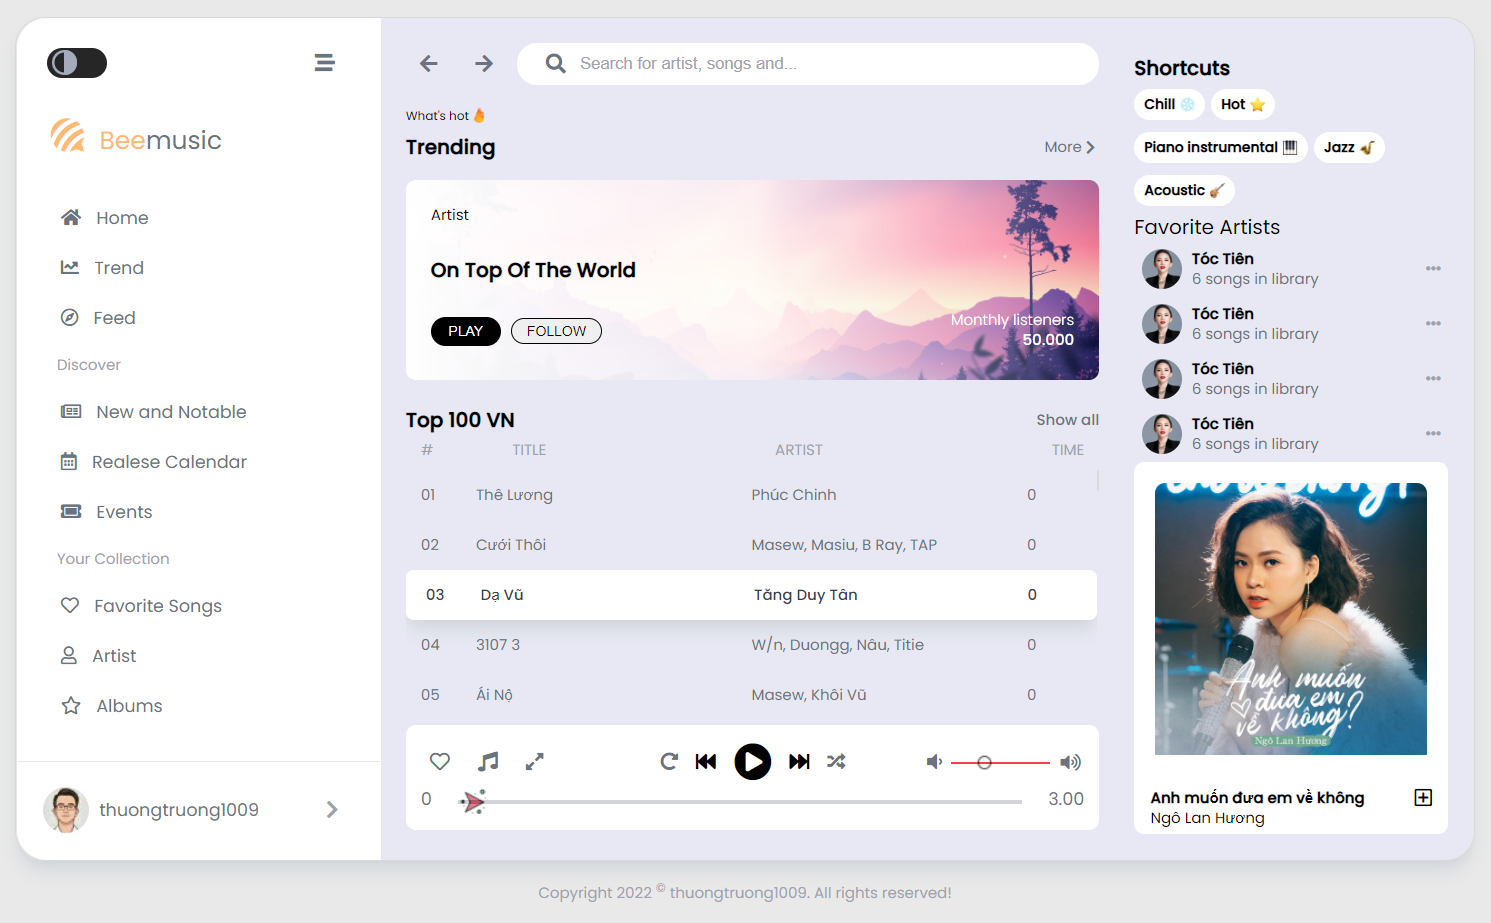 Beemusic
Home
Trend
Feed
Discover
New and Notable
Realese Calendar
Events
Your Collection
Favorite Songs
Artist
Albums
thuongtruong1009
Search for artist, songs and...
What's hot 🔥
Trending
More
Artist
On Top Of The World
PLAY FOLLOW
Monthly listeners
50.000
Top 100 VN
Show all
# TITLE ARTIST TIME
01 Thê Lương Phúc Chinh 0
02 Cưới Thôi Masew, Masiu, B Ray, TAP 0
03 Dạ Vũ Tăng Duy Tân 0
04 3107 3 W/n, Duongg, Nâu, Titie 0
05 Ái Nộ Masew, Khôi Vũ 0
0 3.00
Shortcuts
Chill ❄️ Hot ⭐
Piano instrumental 🎹 Jazz 🎷
Acoustic 🎻
Favorite Artists
Tóc Tiên
6 songs in library
Tóc Tiên
6 songs in library
Tóc Tiên
6 songs in library
Tóc Tiên
6 songs in library
Anh muốn
đưa em
về không?
Ngô Lan Hương
Anh muốn đưa em về không
Ngô Lan Hương
Copyright 2022 © thuongtruong1009. All rights reserved!